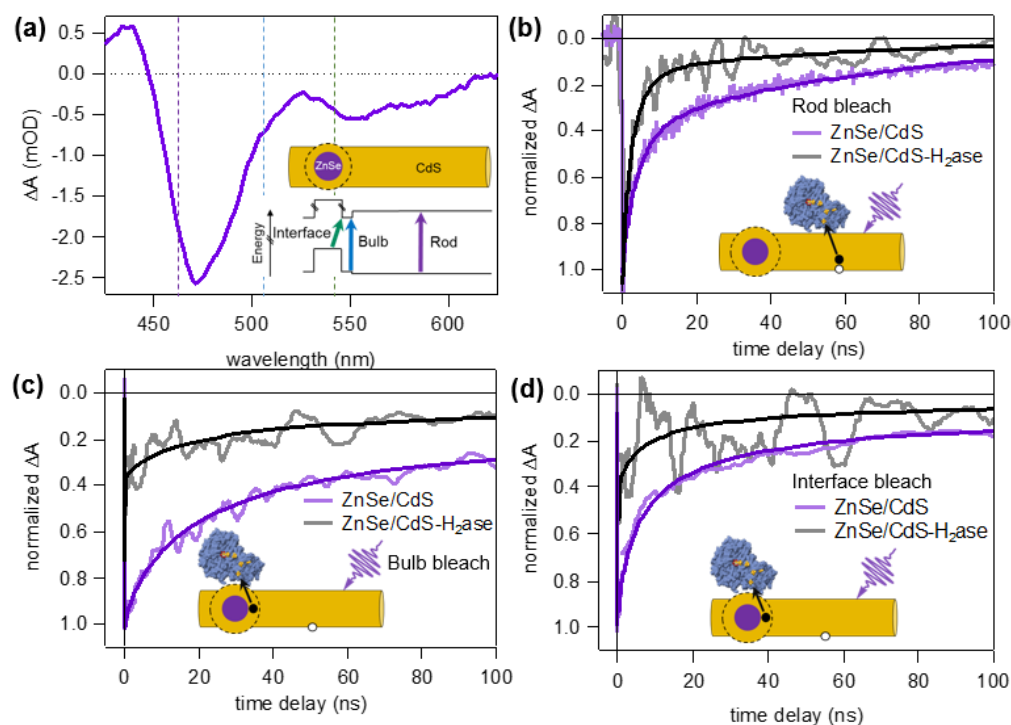 (a)
0.5
0.0
-0.5
-1.0
-1.5
-2.0
-2.5
ΔA (mOD)
ZnSe
CdS
Energy
Interface
Bulb
Rod
450
500
550
600
wavelength (nm)
(b)
0.0
0.2
0.4
0.6
0.8
1.0
normalized ΔA
Rod bleach
ZnSe/CdS
ZnSe/CdS-H₂ase
0
20
40
60
80
100
time delay (ns)
(c)
0.0
0.2
0.4
0.6
0.8
1.0
normalized ΔA
ZnSe/CdS
ZnSe/CdS-H₂ase
Bulb bleach
0
20
40
60
80
100
time delay (ns)
(d)
0.0
0.2
0.4
0.6
0.8
1.0
normalized ΔA
Interface bleach
ZnSe/CdS
ZnSe/CdS-H₂ase
0
20
40
60
80
100
time delay (ns)